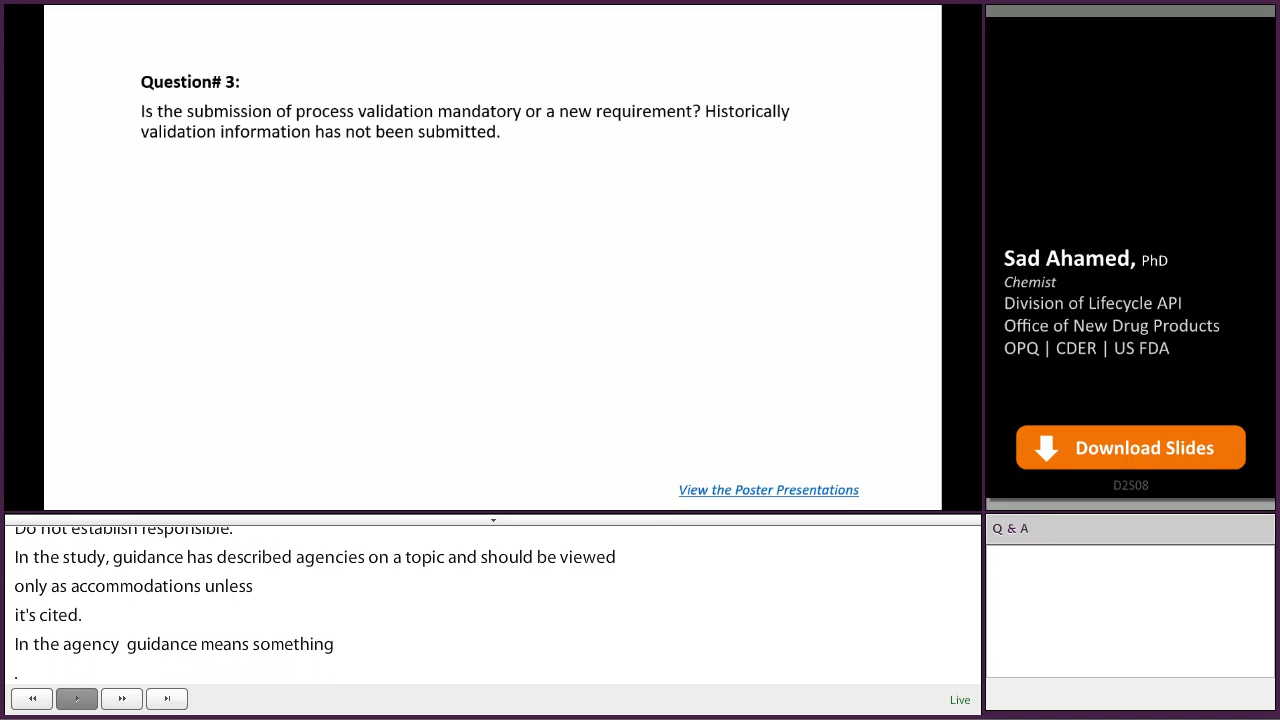 Question# 3:
Is the submission of process validation mandatory or a new requirement? Historically
validation information has not been submitted.
View the Poster Presentations
Sad Ahamed, PhD
Chemist
Division of Lifecycle API
Office of New Drug Products
OPQ | CDER | US FDA
Download Slides
D2S08
Do not establish responsible.
In the study, guidance has described agencies on a topic and should be viewed
only as accommodations unless
it's cited.
In the agency  guidance means something
.
Live
Q & A